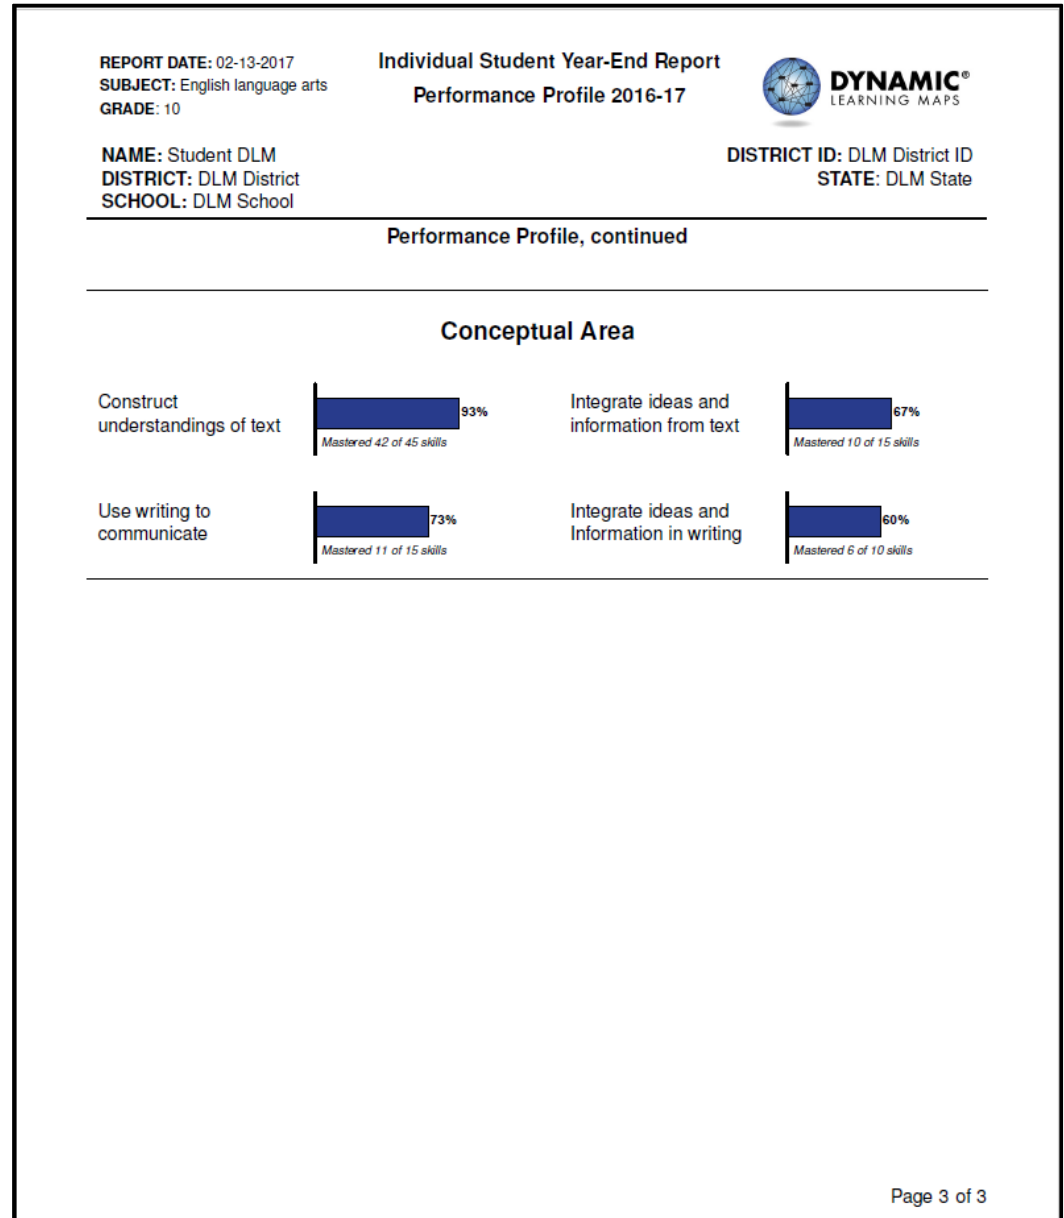 REPORT DATE: 02-13-2017
SUBJECT: English language arts
GRADE: 10
Individual Student Year-End Report
Performance Profile 2016-17
DYNAMIC®
LEARNING MAPS
NAME: Student DLM
DISTRICT: DLM District
SCHOOL: DLM School
DISTRICT ID: DLM District ID
STATE: DLM State
Performance Profile, continued
Conceptual Area
Construct
understandings of text
93%
Mastered 42 of 45 skills
Integrate ideas and
information from text
67%
Mastered 10 of 15 skills
Use writing to
communicate
73%
Mastered 11 of 15 skills
Integrate ideas and
Information in writing
60%
Mastered 6 of 10 skills
Page 3 of 3